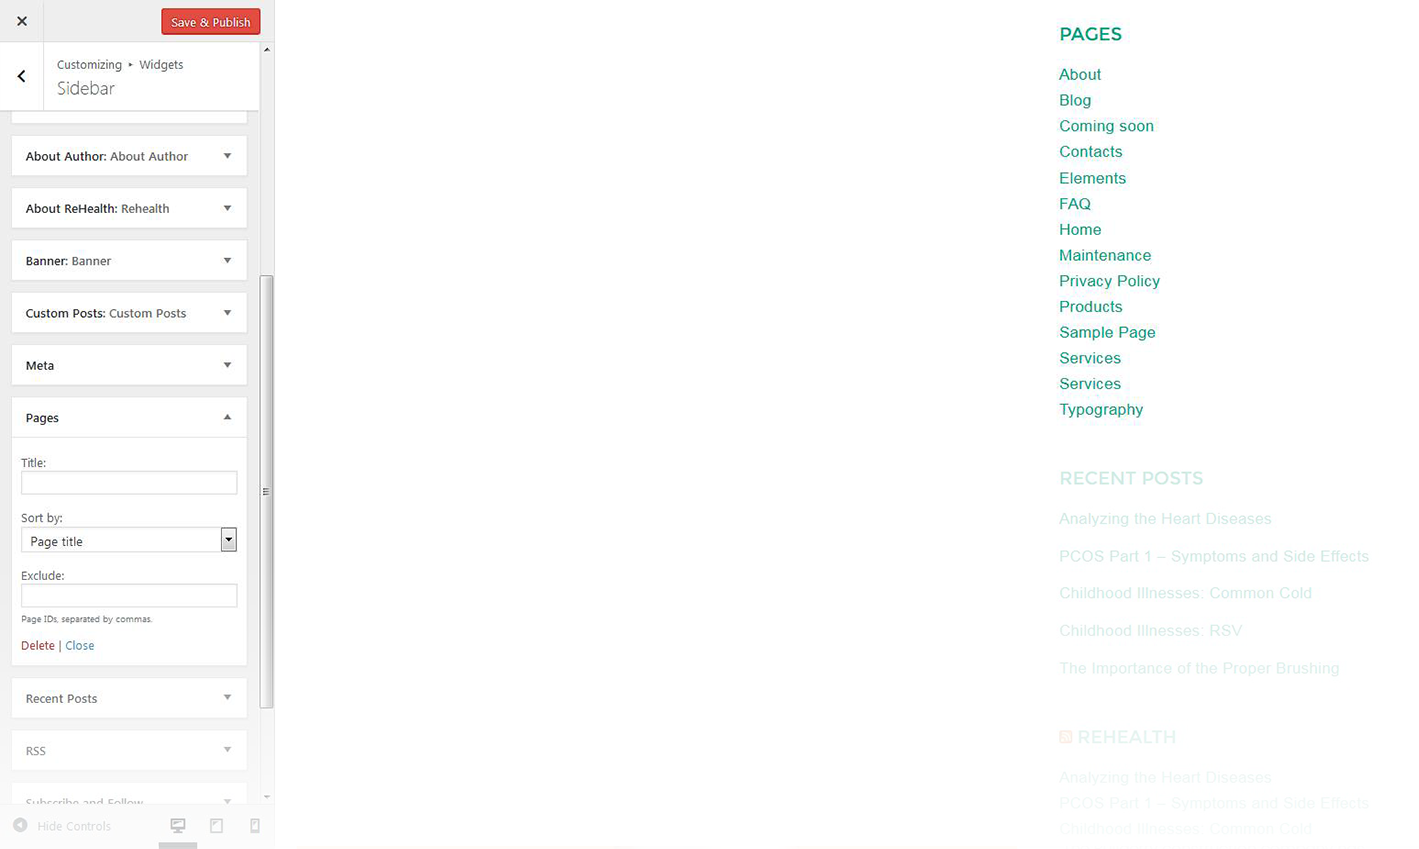 Save & Publish
Customizing ▸ Widgets
Sidebar
About Author: About Author
About ReHealth: Rehealth
Banner: Banner
Custom Posts: Custom Posts
Meta
Pages
Title:
Sort by:
Page title
Exclude:
Page IDs, separated by commas.
Delete | Close
Recent Posts
RSS
Subscribe and Follow
Hide Controls
PAGES
About
Blog
Coming soon
Contacts
Elements
FAQ
Home
Maintenance
Privacy Policy
Products
Sample Page
Services
Services
Typography
RECENT POSTS
Analyzing the Heart Diseases
PCOS Part 1 – Symptoms and Side Effects
Childhood Illnesses: Common Cold
Childhood Illnesses: RSV
The Importance of the Proper Brushing
REHEALTH
Analyzing the Heart Diseases
PCOS Part 1 – Symptoms and Side Effects
Childhood Illnesses: Common Cold